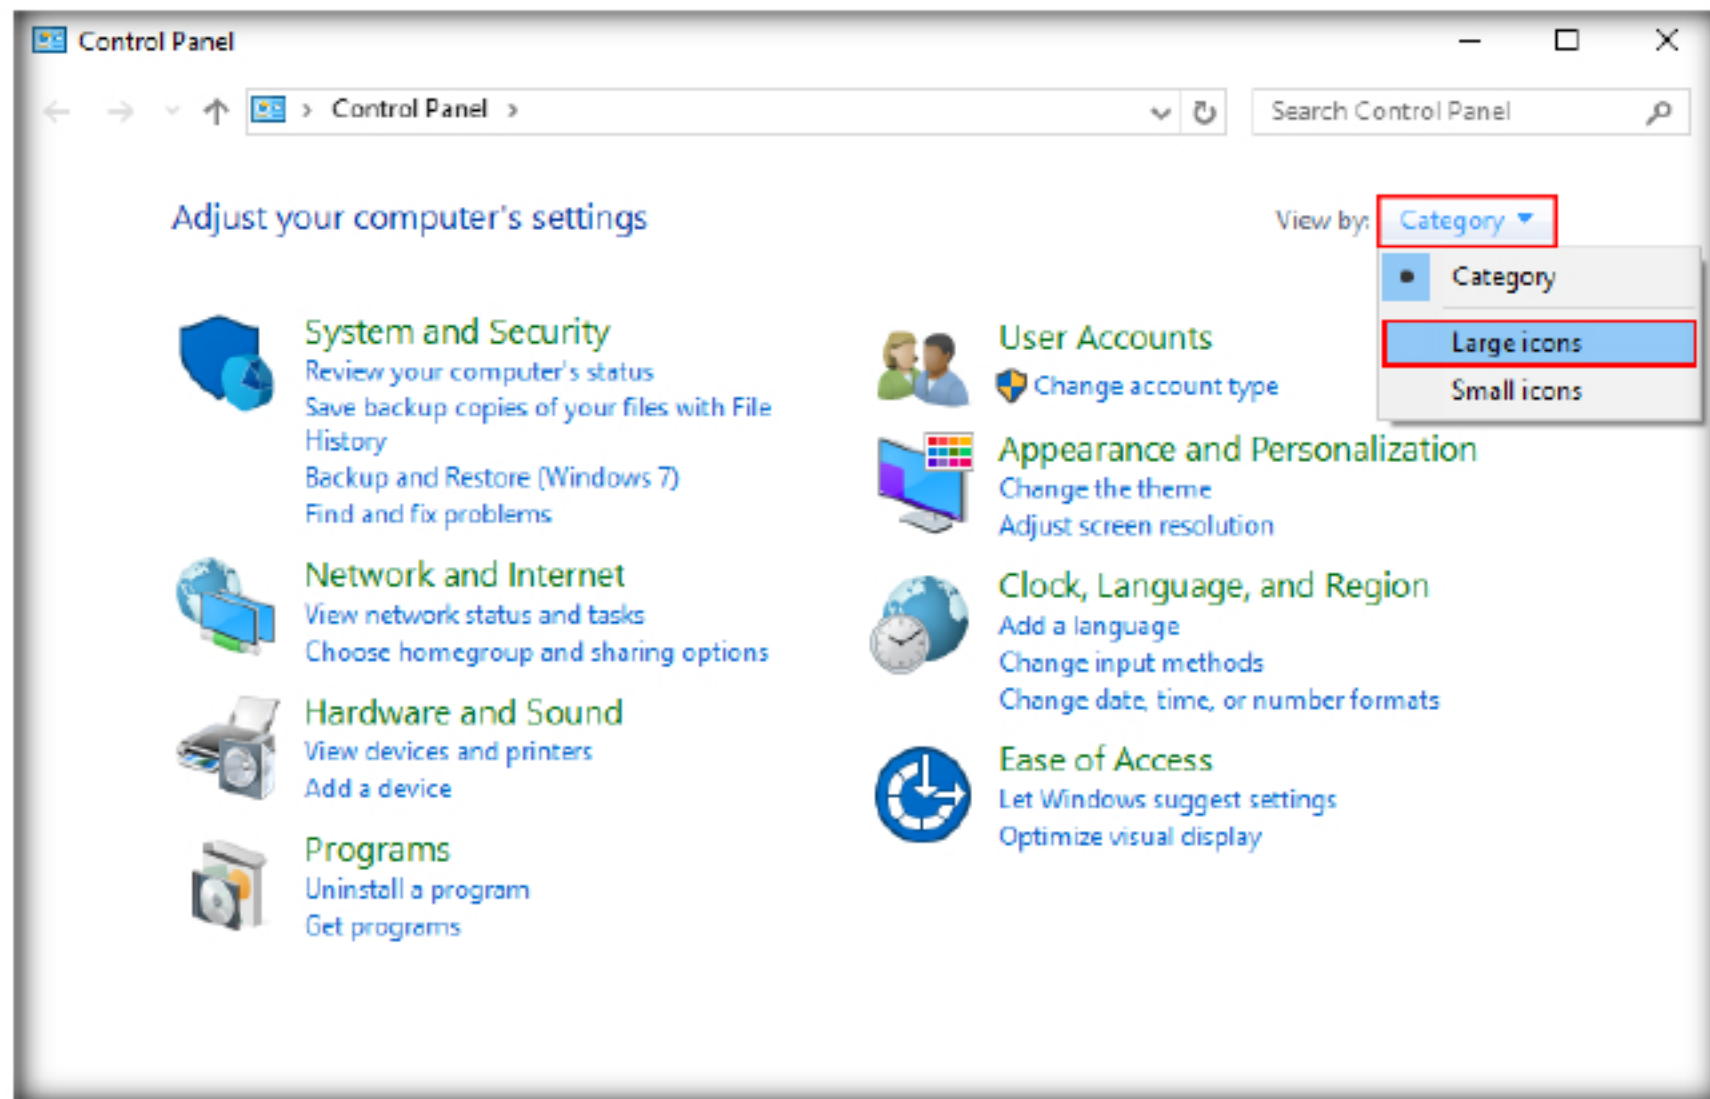 Control Panel
Control Panel
Search Control Panel
Adjust your computer's settings
View by: Category
Category
Large icons
Small icons
System and Security
Review your computer's status
Save backup copies of your files with File
History
Backup and Restore (Windows 7)
Find and fix problems
Network and Internet
View network status and tasks
Choose homegroup and sharing options
Hardware and Sound
View devices and printers
Add a device
Programs
Uninstall a program
Get programs
User Accounts
Change account type
Appearance and Personalization
Change the theme
Adjust screen resolution
Clock, Language, and Region
Add a language
Change input methods
Change date, time, or number formats
Ease of Access
Let Windows suggest settings
Optimize visual display